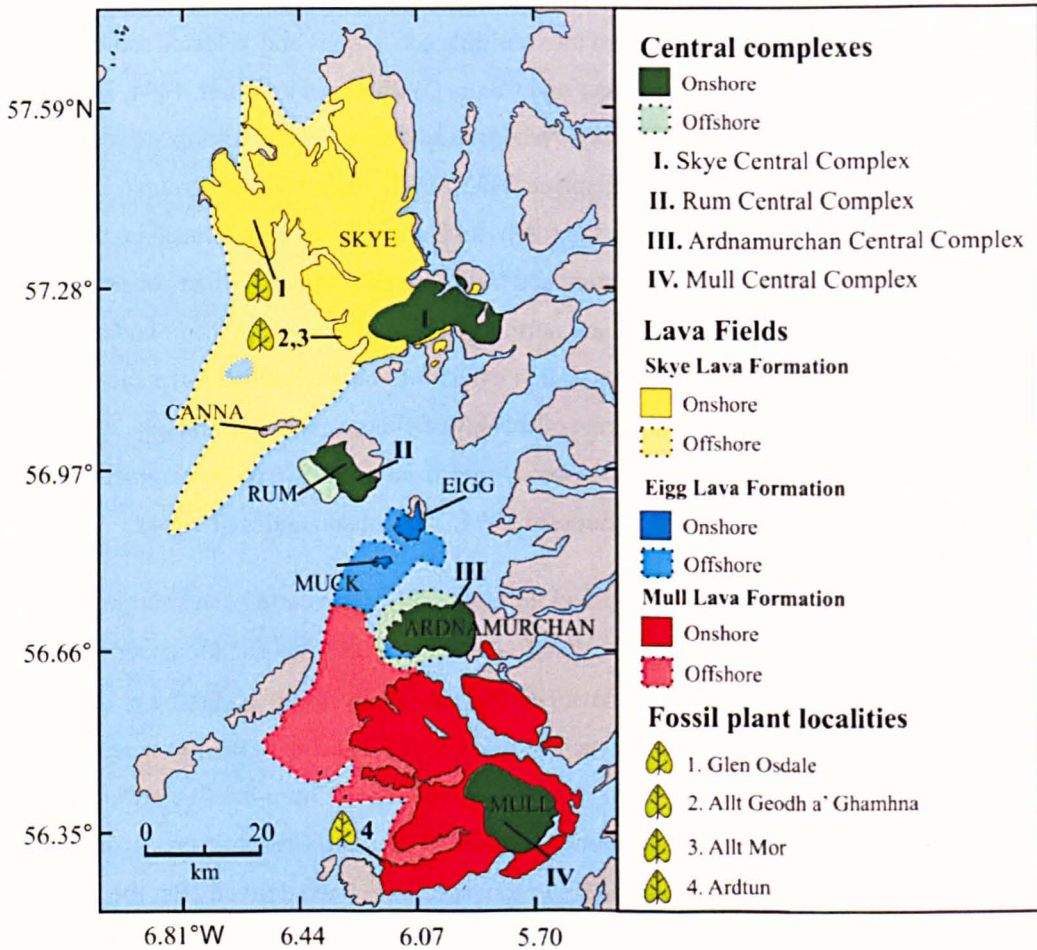 57.59°N
57.28°
56.97°
56.66°
56.35°
6.81°W
6.44
6.07
5.70
SKYE
1
2,3
I
CANNA
RUM
II
EIGG
MUCK
III
ARDNAMURCHAN
MULL
4
IV
0 20
km
Central complexes
Onshore
Offshore
I. Skye Central Complex
II. Rum Central Complex
III. Ardnamurchan Central Complex
IV. Mull Central Complex
Lava Fields
Skye Lava Formation
Onshore
Offshore
Eigg Lava Formation
Onshore
Offshore
Mull Lava Formation
Onshore
Offshore
Fossil plant localities
1. Glen Osdale
2. Allt Geodh a' Ghamhna
3. Allt Mor
4. Ardtun